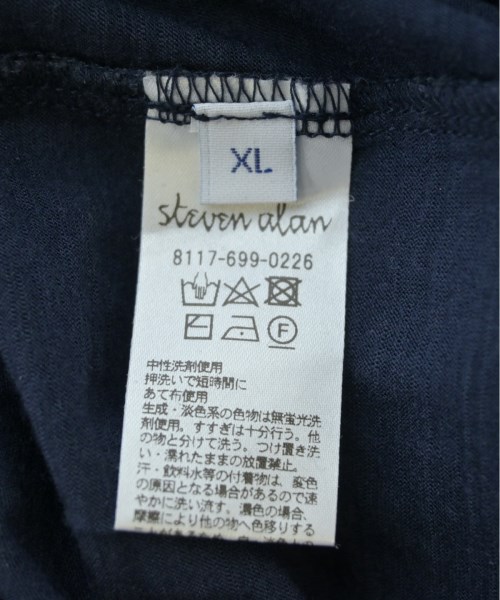 XL
steven alan
8117-699-0226
F
中性洗剤使用
押洗いで短時間に
あて布使用
生成・淡色系の色物は無蛍光洗
剤使用。すすぎは十分行う。他
の物と分けて洗う。つけ置き洗
い・濡れたままの放置禁止。
汗・飲料水等の付着物は、変色
の原因となる場合があるので速
やかに洗い流す。濃色の場合、
摩擦により他の物へ色移りする